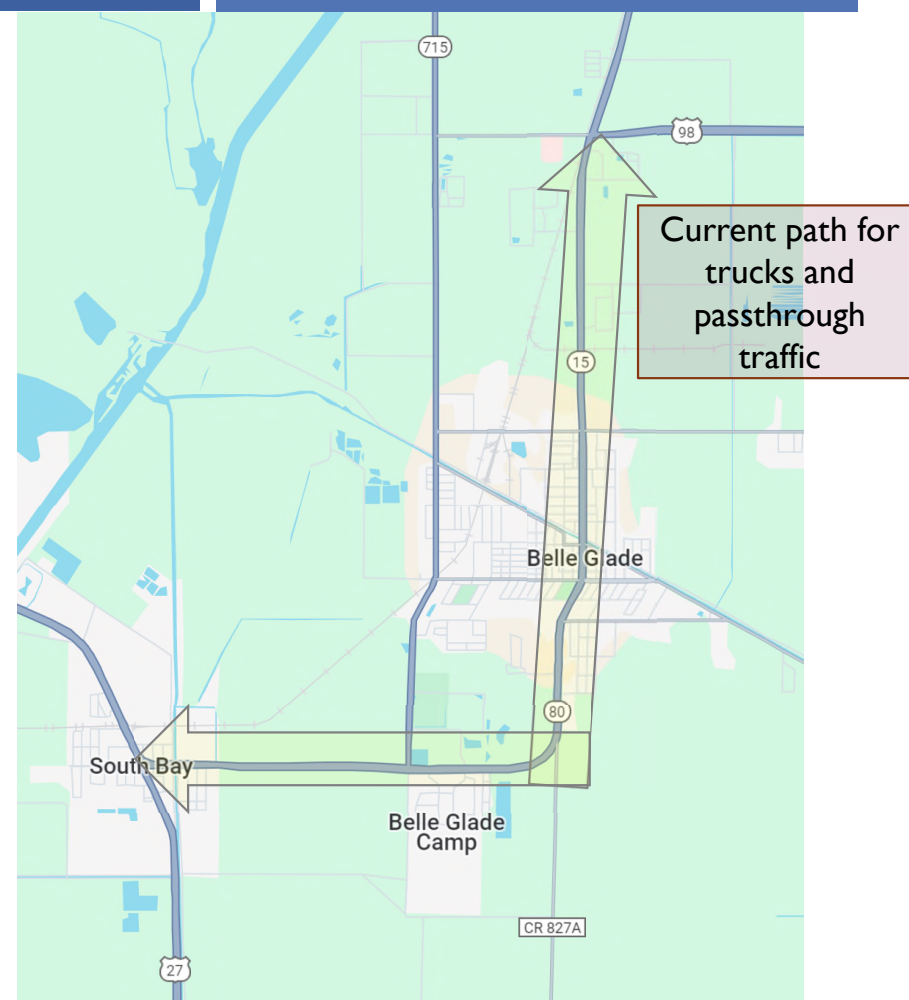 715
98
Current path for
trucks and
passthrough
traffic
15
Belle Glade
80
South Bay
Belle Glade
Camp
CR 827A
27